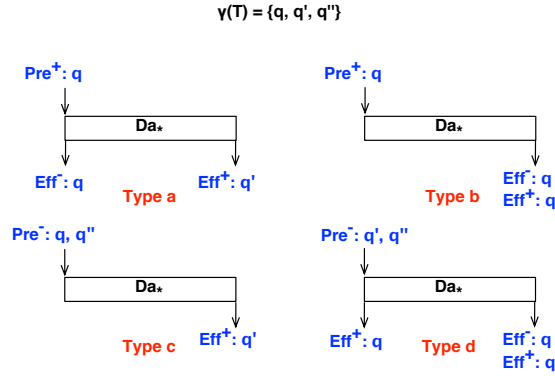 γ(T) = {q, q', q"}
Pre⁺: q
Pre⁺: q
Da*
Da*
Eff⁻: q
Type a
Eff⁺: q'
Type b
Eff⁻: q
Eff⁺: q
Pre⁻: q, q"
Pre⁻: q', q"
Da*
Da*
Type c
Eff⁺: q'
Eff⁺: q
Type d
Eff⁻: q
Eff⁺: q